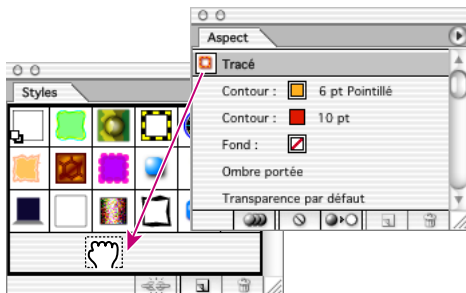 Aspect
Tracé
Contour : 6 pt Pointillé
Contour : 10 pt
Fond :
Ombre portée
Transparence par défaut
Styles